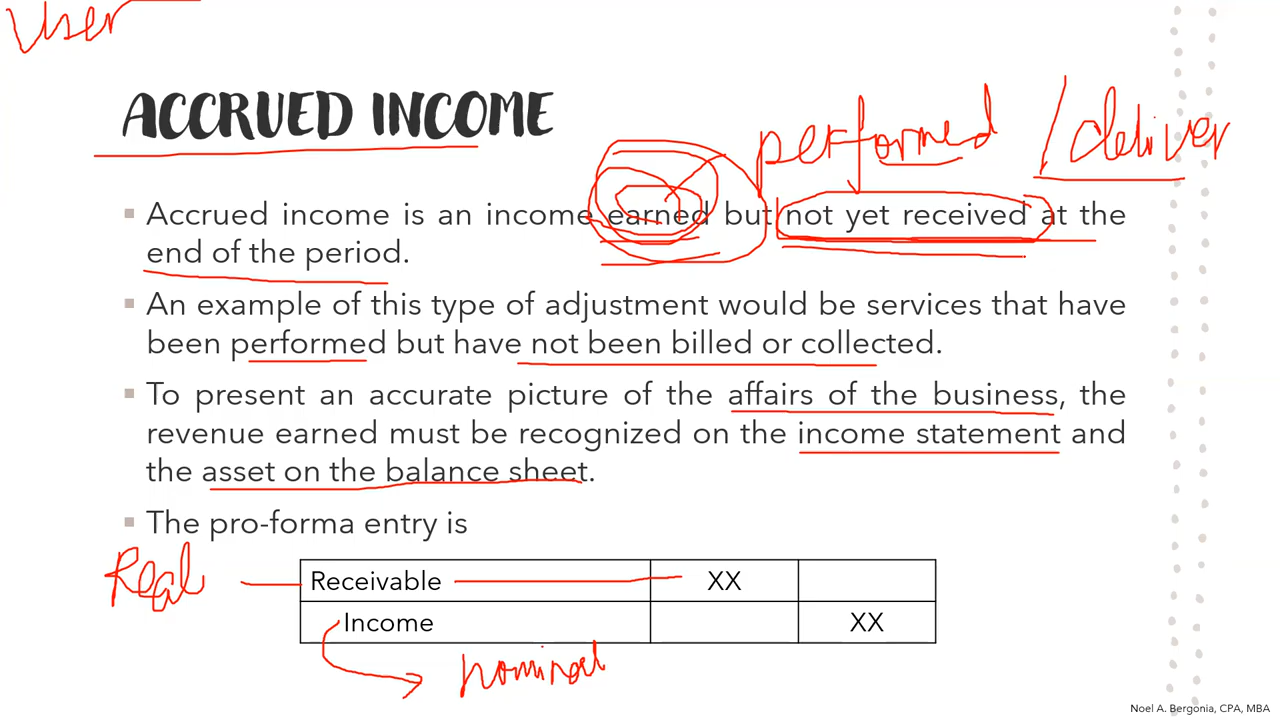 User
ACCRUED INCOME
performed / deliver
▪ Accrued income is an income earned but not yet received at the
end of the period.
▪ An example of this type of adjustment would be services that have
been performed but have not been billed or collected.
▪ To present an accurate picture of the affairs of the business, the
revenue earned must be recognized on the income statement and
the asset on the balance sheet.
▪ The pro-forma entry is
Real
Receivable XX
Income XX
nominal
Noel A. Bergonia, CPA, MBA